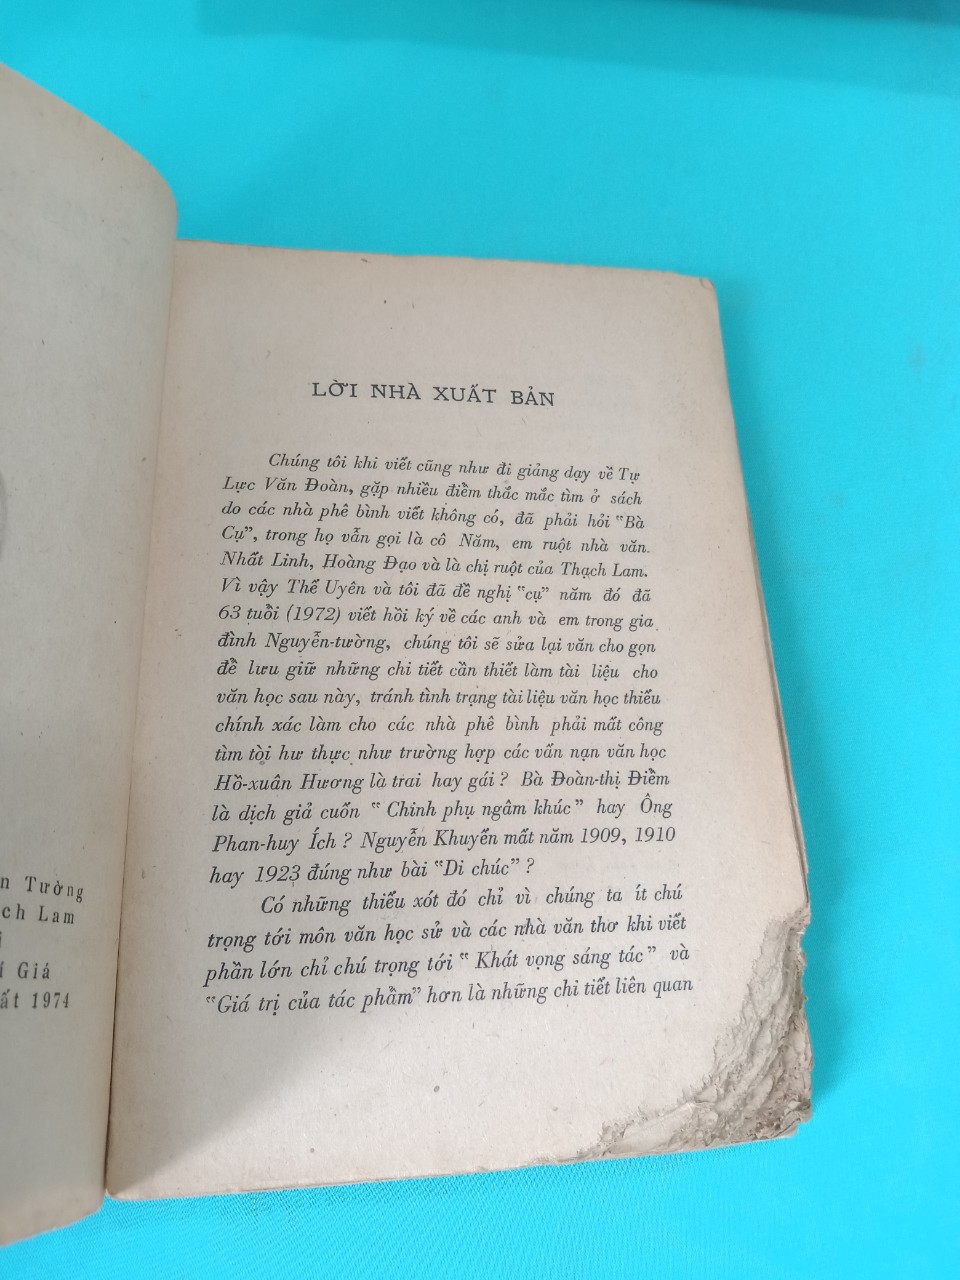 n Tường
ch Lam
i Giá
ất 1974
LỜI NHÀ XUẤT BẢN
Chúng tôi khi viết cũng như đi giảng dạy về Tự
Lực Văn Đoàn, gặp nhiều điểm thắc mắc tìm ở sách
do các nhà phê bình viết không có, đã phải hỏi "Bà
Cụ", trong họ vẫn gọi là cô Năm, em ruột nhà văn
Nhất Linh, Hoàng Đạo và là chị ruột của Thạch Lam.
Vì vậy Thế Uyên và tôi đã đề nghị "cụ" năm đó đã
63 tuổi (1972) viết hồi ký về các anh và em trong gia
đình Nguyễn-tường, chúng tôi sẽ sửa lại văn cho gọn
để lưu giữ những chi tiết cần thiết làm tài liệu cho
văn học sau này, tránh tình trạng tài liệu văn học thiếu
chính xác làm cho các nhà phê bình phải mất công
tìm tòi hư thực như trường hợp các vấn nạn văn học
Hồ-xuân Hương là trai hay gái ? Bà Đoàn-thị Điểm
là dịch giả cuốn "Chinh phụ ngâm khúc" hay Ông
Phan-huy Ích ? Nguyễn Khuyến mất năm 1909, 1910
hay 1923 đúng như bài "Di chúc" ?
Có những thiếu xót đó chỉ vì chúng ta ít chú
trọng tới môn văn học sử và các nhà văn thơ khi viết
phần lớn chỉ chú trọng tới "Khát vọng sáng tác" và
"Giá trị của tác phẩm" hơn là những chi tiết liên quan